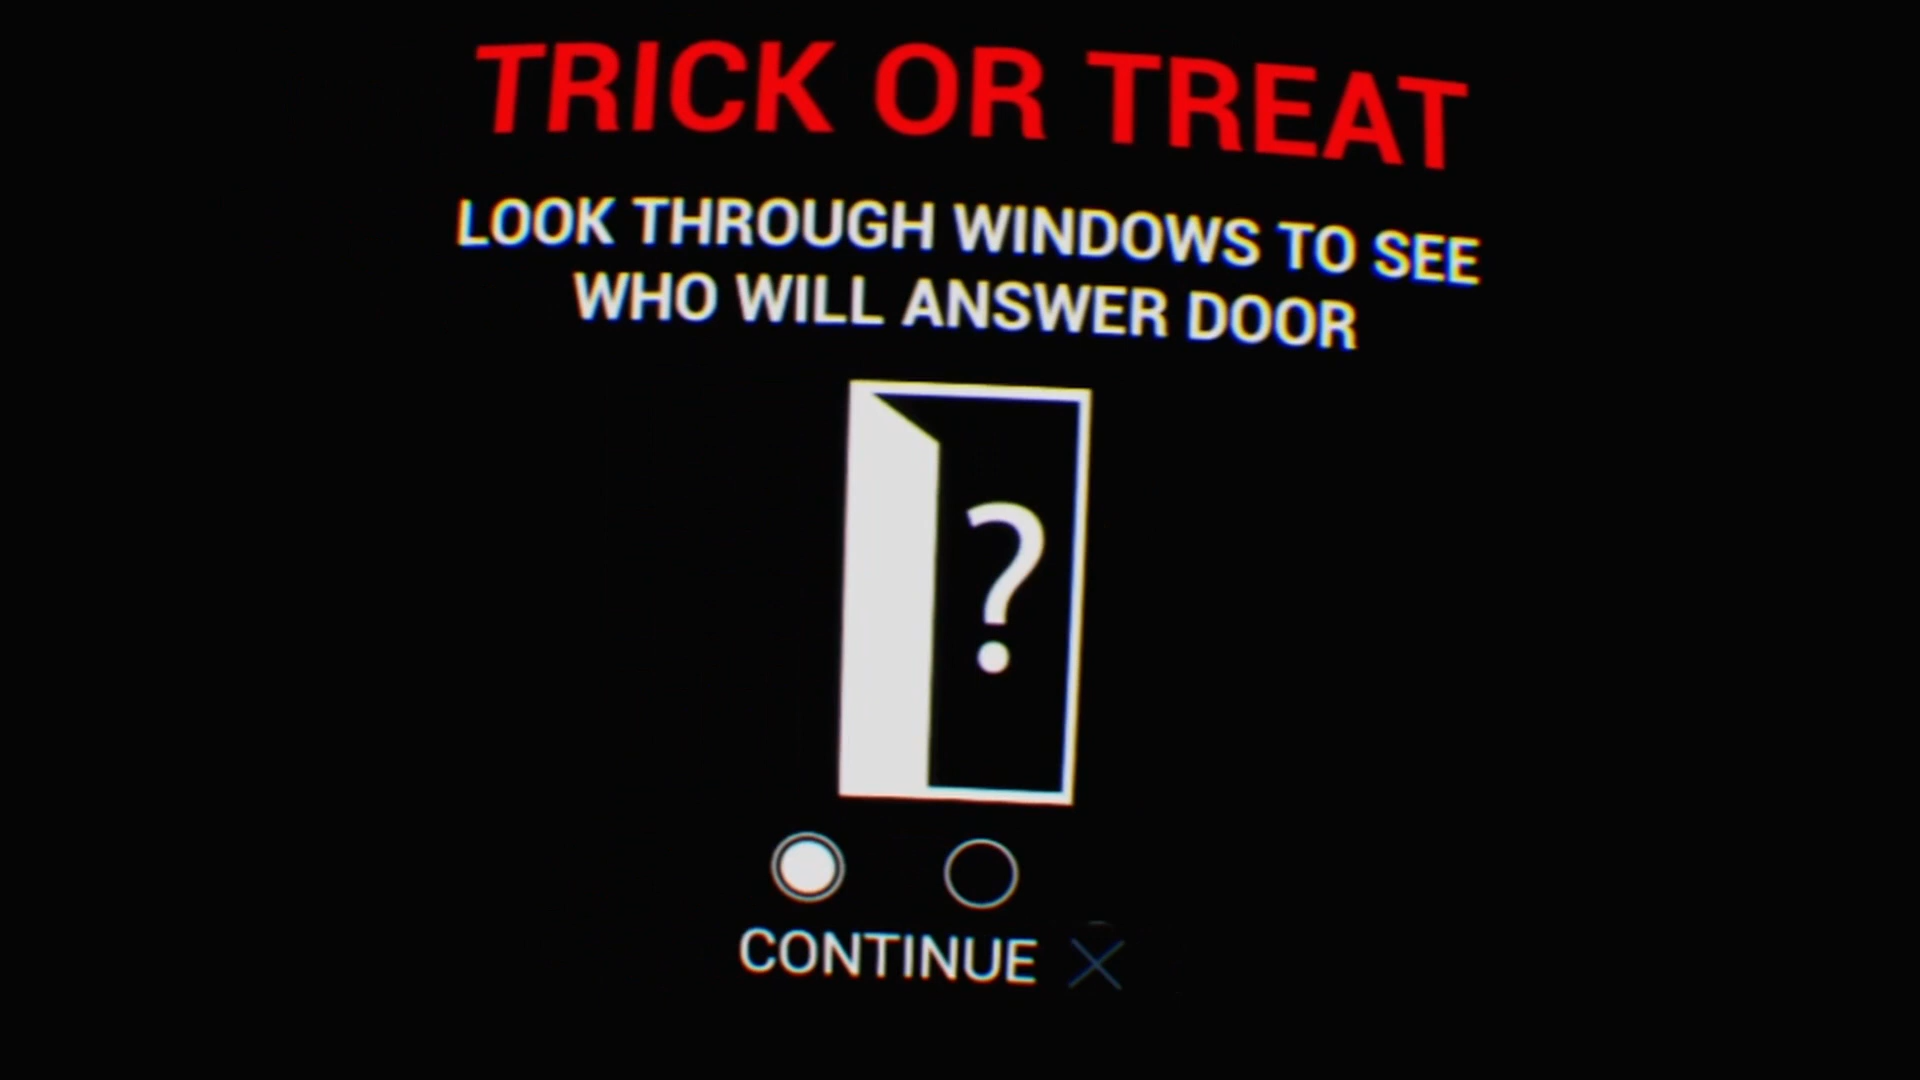 TRICK OR TREAT
LOOK THROUGH WINDOWS TO SEE
WHO WILL ANSWER DOOR
?
CONTINUE